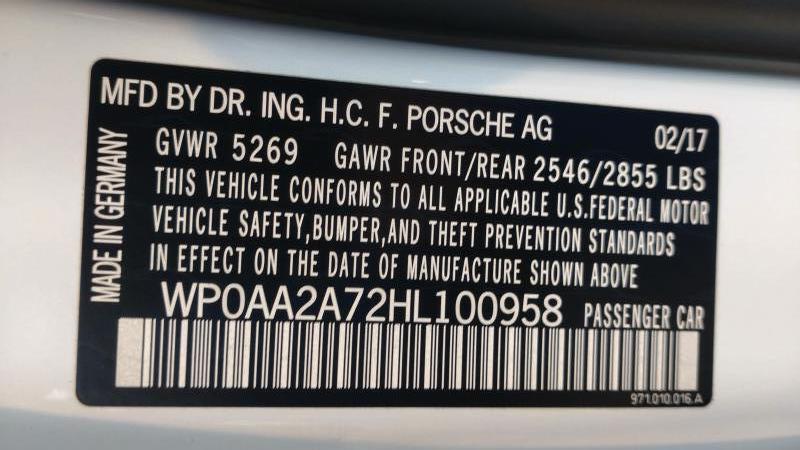 MFD BY DR. ING. H.C. F. PORSCHE AG 02/17
GVWR 5269 GAWR FRONT/REAR 2546/2855 LBS
THIS VEHICLE CONFORMS TO ALL APPLICABLE U.S.FEDERAL MOTOR
VEHICLE SAFETY,BUMPER,AND THEFT PREVENTION STANDARDS
IN EFFECT ON THE DATE OF MANUFACTURE SHOWN ABOVE
WP0AA2A72HL100958 PASSENGER CAR
971.010.016.A
MADE IN GERMANY